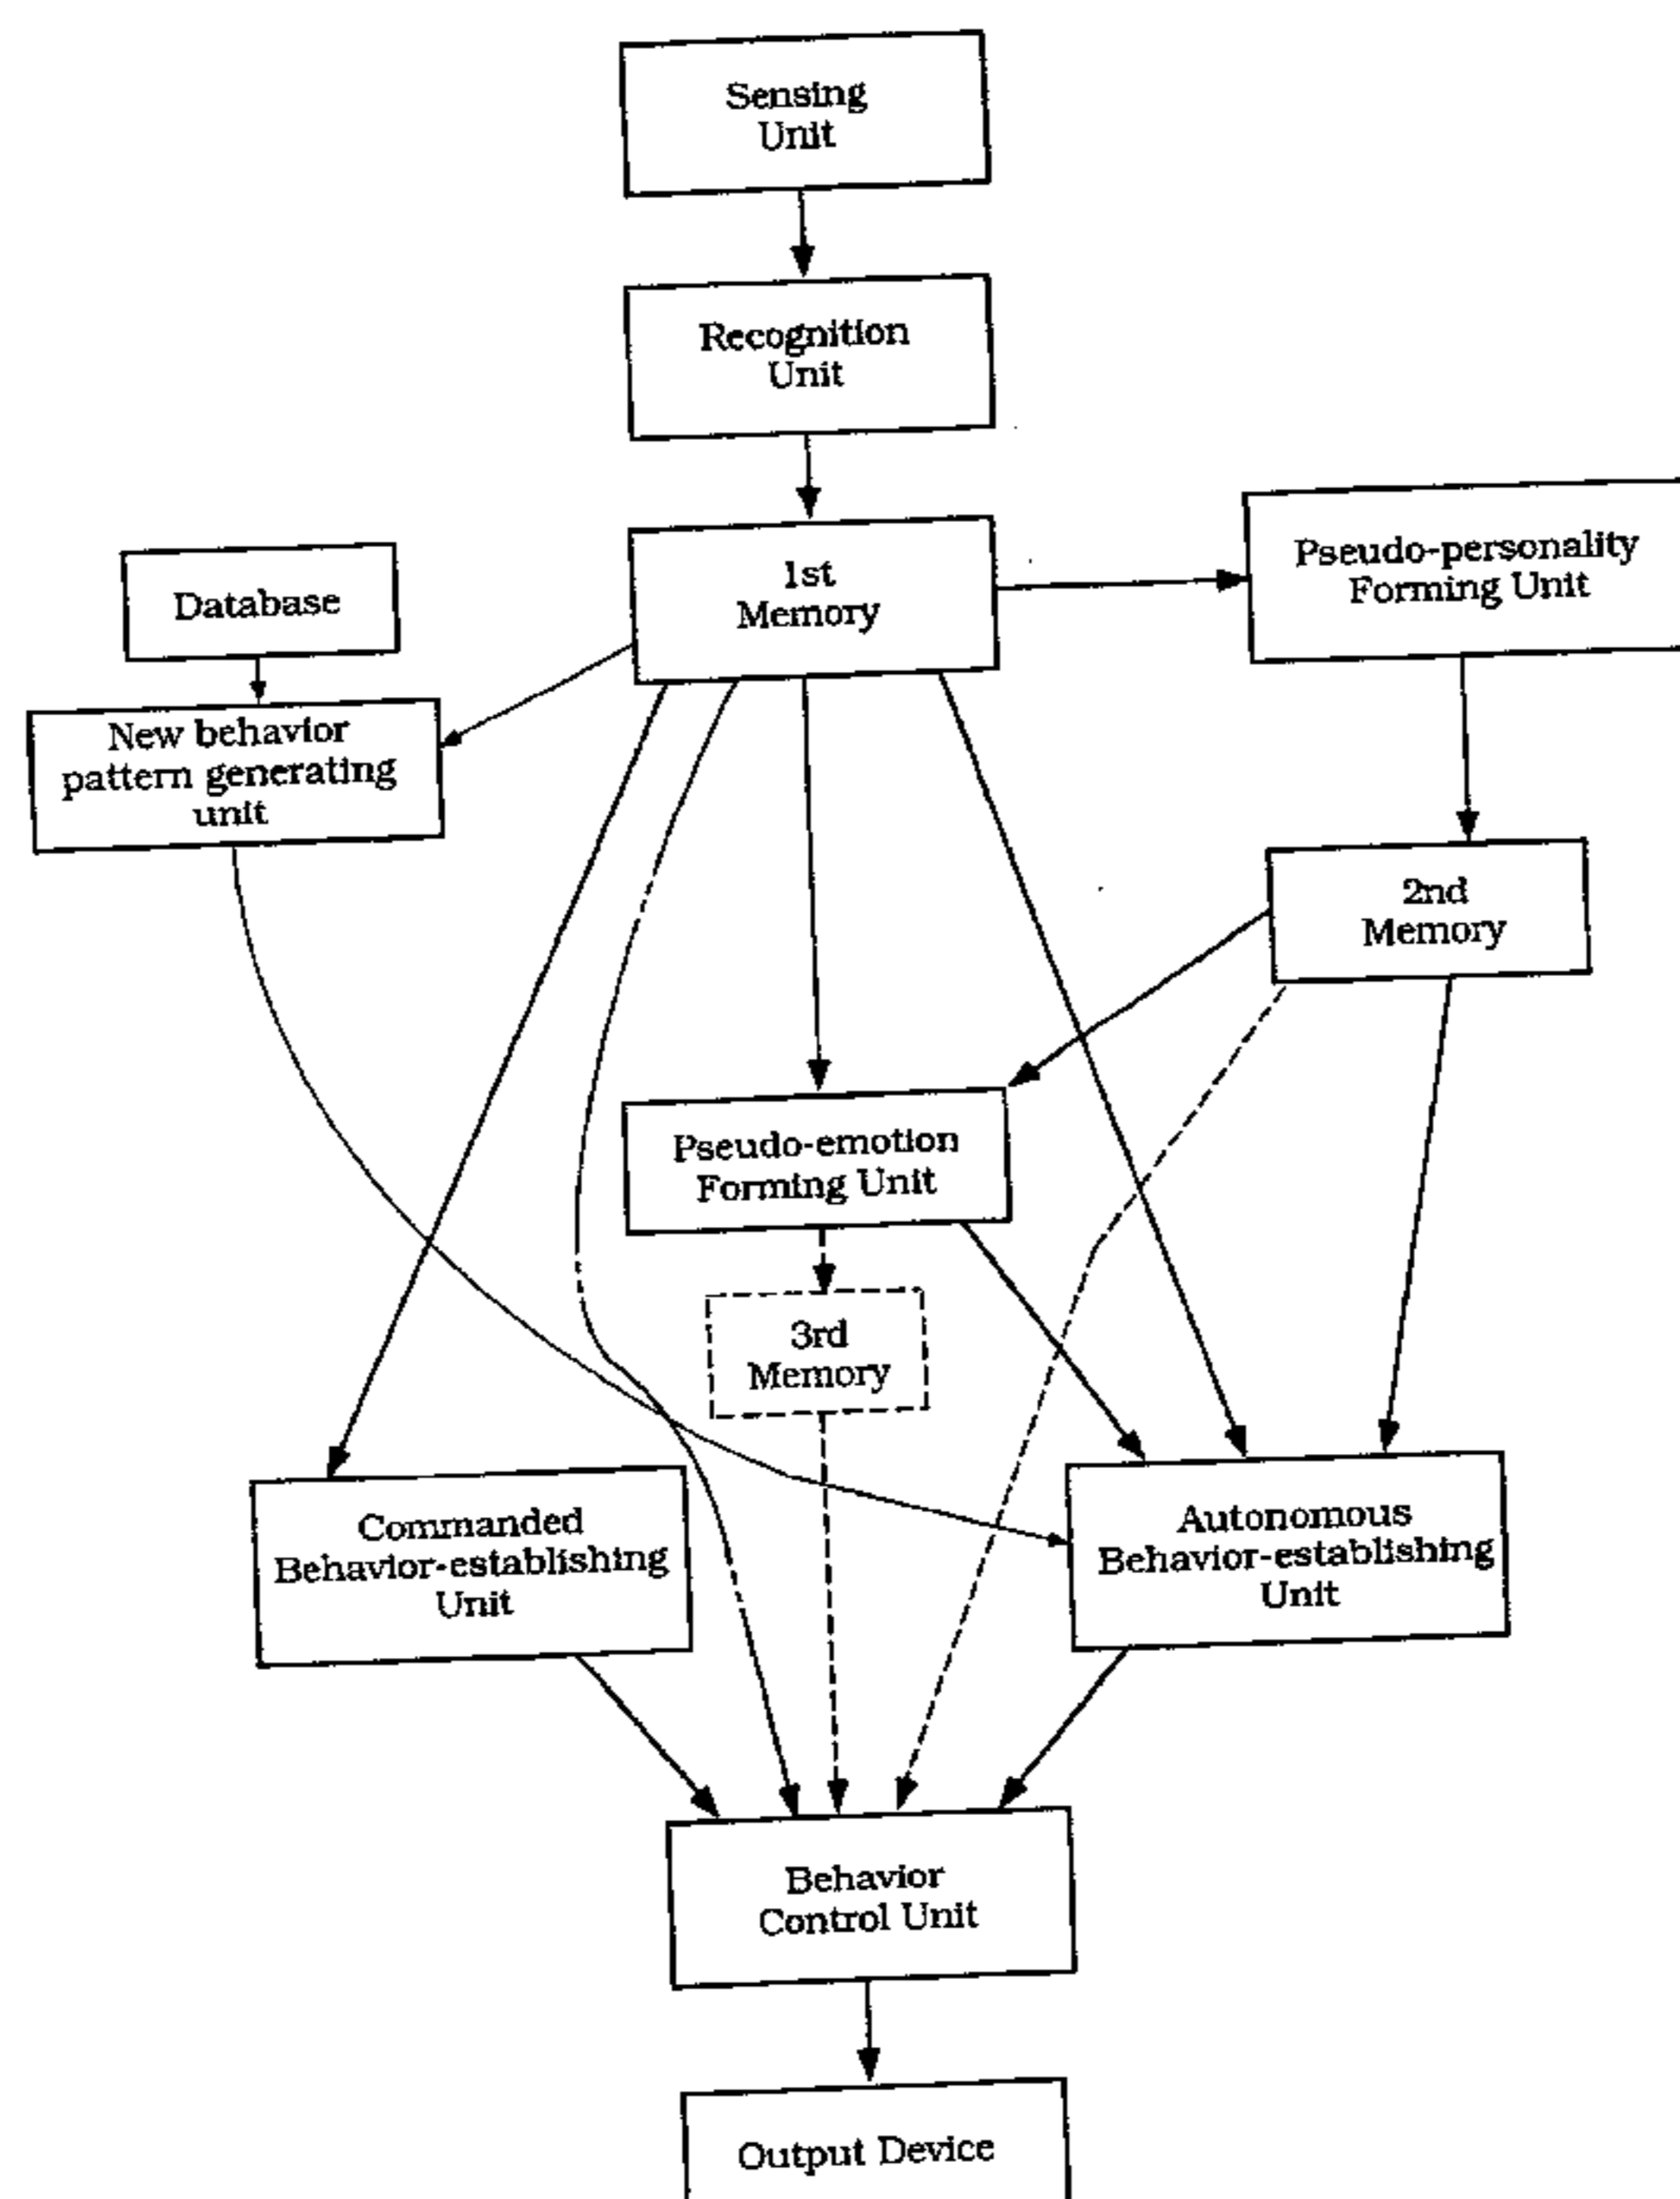 Sensing
Unit
Recognition
Unit
1st
Memory
Pseudo-personality
Forming Unit
Database
New behavior
pattern generating
unit
2nd
Memory
Pseudo-emotion
Forming Unit
3rd
Memory
Commanded
Behavior-establishing
Unit
Autonomous
Behavior-establishing
Unit
Behavior
Control Unit
Output Device